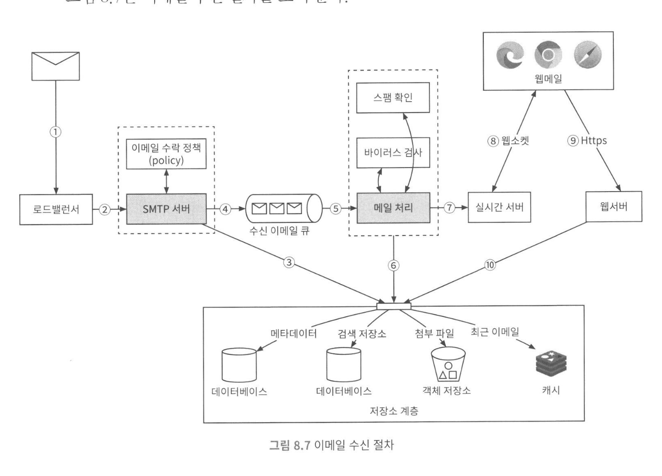 ①
이메일 수락 정책
(policy)
스팸 확인
바이러스 검사
웹메일
⑧ 웹소켓
⑨ Https
로드밸런서
②
SMTP 서버
④
수신 이메일 큐
⑤
메일 처리
⑦
실시간 서버
웹서버
③
⑥
⑩
메타데이터
검색 저장소
첨부 파일
최근 이메일
데이터베이스
데이터베이스
객체 저장소
캐시
저장소 계층
그림 8.7 이메일 수신 절차